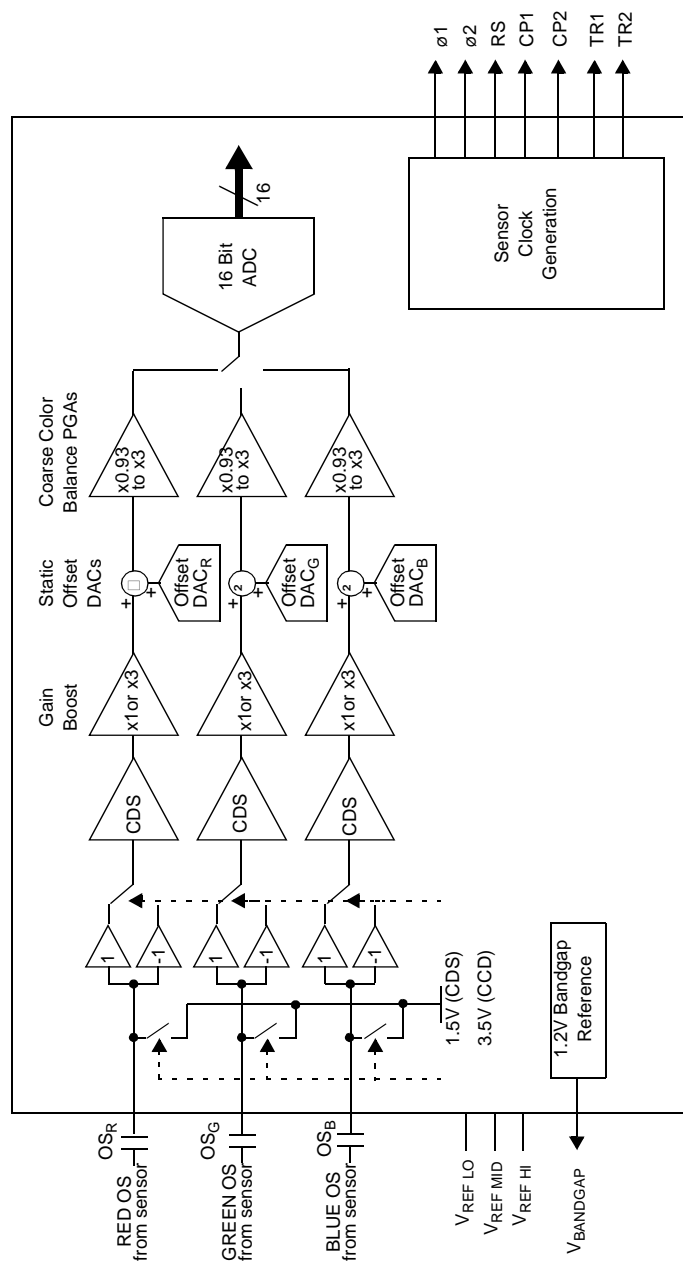 Gain
Boost
Static
Offset
DACs
Coarse Color
Balance PGAs
OSR
RED OS
from sensor
1
-1
CDS
x1or x3
+
+
□
Offset
DACR
x0.93
to x3
OSG
GREEN OS
from sensor
1
-1
CDS
x1or x3
+
+
2
Offset
DACG
x0.93
to x3
OSB
BLUE OS
from sensor
1
-1
CDS
x1or x3
+
+
2
Offset
DACB
x0.93
to x3
16 Bit
ADC
16
1.5V (CDS)
3.5V (CCD)
VREF LO
VREF MID
VREF HI
VBANDGAP
1.2V Bandgap
Reference
Sensor
Clock
Generation
ø1
ø2
RS
CP1
CP2
TR1
TR2